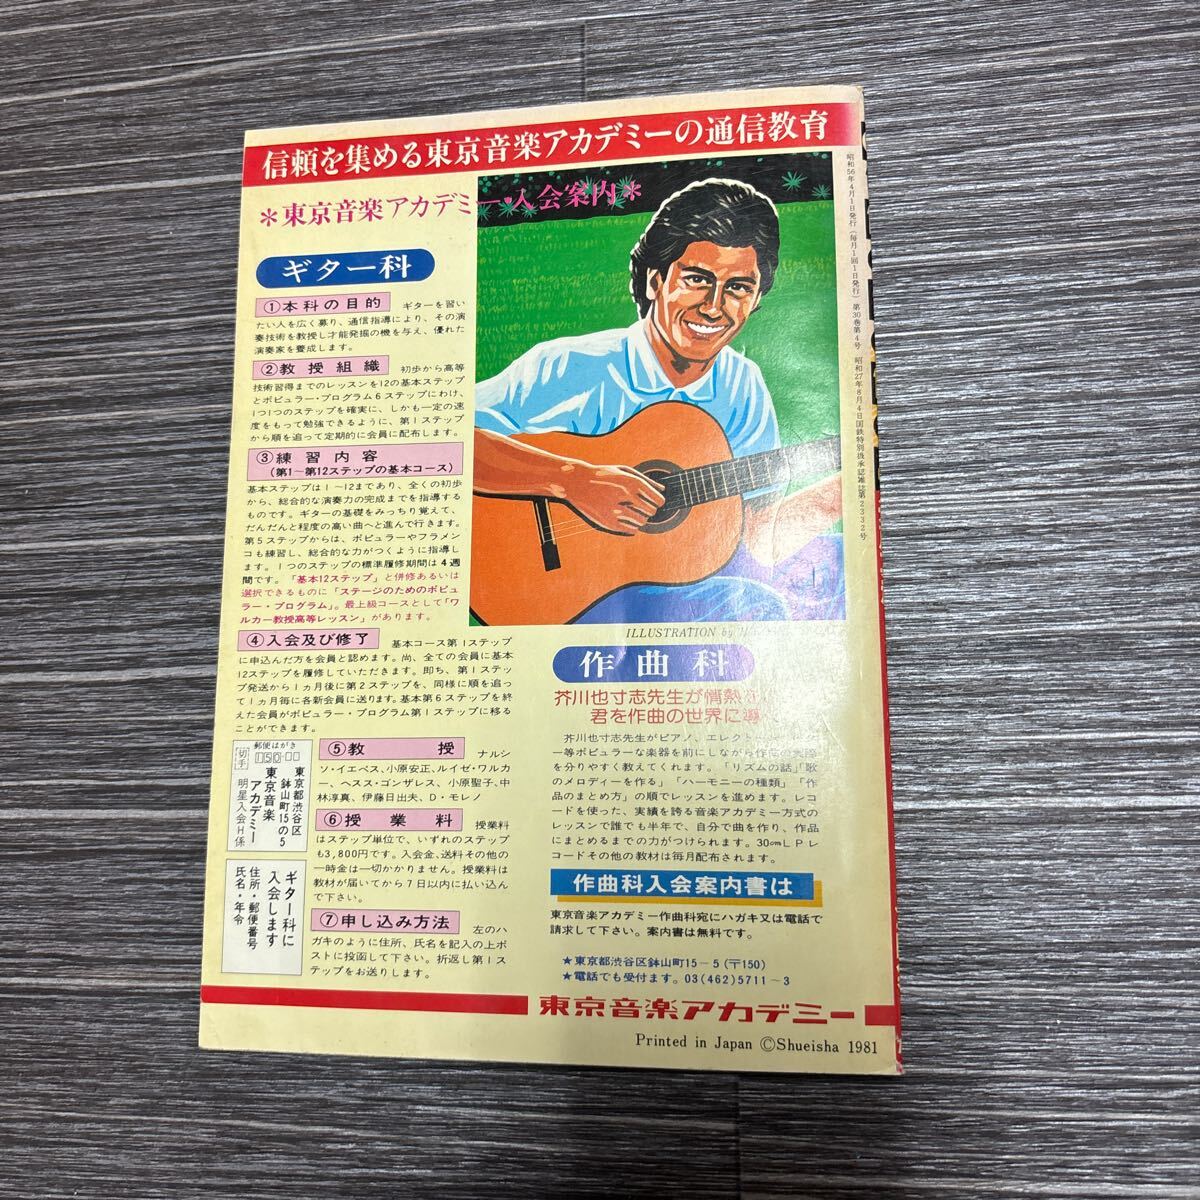 信頼を集める東京音楽アカデミーの通信教育
＊東京音楽アカデミー・入会案内＊
ギター科
①本科の目的 ギターを習い
たい人を広く募り、通信指導により、その演
奏技術を教授し才能発掘の機を与え、優れた
演奏家を養成します。
②教授組織 初歩から高等
技術習得までのレッスンを12の基本ステップ
とポピュラー・プログラム6ステップにわけ、
1つ1つのステップを確実に、しかも一定の速
度をもって勉強できるように、第1ステップ
から順を追って定期的に会員に配布します。
③練習内容
(第1～第12ステップの基本コース)
基本ステップは1－12まであり、全くの初歩
から、総合的な演奏力の完成までを指導する
ものです。ギターの基礎をみっちり覚えて、
だんだんと程度の高い曲へと進んで行きます。
第5ステップからは、ポピュラーやフラメン
コも練習し、総合的な力がつくように指導し
ます。1つのステップの標準履修期間は4週
間です。「基本12ステップ」と併修あるいは
選択できるものに「ステージのためのポピュ
ラー・プログラム」。最上級コースとして「ワ
ルカー教授高等レッスン」があります。
④入会及び修了 基本コース第1ステップ
に申込んだ方を会員と認めます。尚、全ての会員に基本
12ステップを履修していただきます。即ち、第1ステッ
プ発送から1ヵ月後に第2ステップを、同様に順を追っ
て1ヵ月毎に各新会員に送ります。基本第6ステップを終
えた会員がポピュラー・プログラム第1ステップに移る
ことができます。
郵便はがき
切手
150
東京都渋谷区
鉢山町15の5
東京音楽
アカデミー
明星入会H係
ギター科に
入会します
住所・郵便番号
氏名・年令
⑤教授 ナルシ
ソ・イエペス、小原安正、ルイゼ・ワルカ
ー、ヘスス・ゴンザレス、小原聖子、中
林淳真、伊藤日出夫、D・モレノ
⑥授業料 授業料
はステップ単位で、いずれのステップ
も3,800円です。入会金、送料その他の
一時金は一切かかりません。授業料は
教材が届いてから7日以内に払い込ん
で下さい。
⑦申し込み方法 左のハ
ガキのように住所、氏名を記入の上ポ
ストに投函して下さい。折返し第1ス
テップをお送りします。
ILLUSTRATION by
作曲科
芥川也寸志先生が情熱
君を作曲の世界に導
芥川也寸志先生がピアノ、エレクト
一等ポピュラーな楽器を前にしながら作曲の実際
を分りやすく教えてくれます。「リズムの話」「歌
のメロディーを作る」「ハーモニーの種類」「作
品のまとめ方」の順でレッスンを進めます。レコ
ードを使った、実績を誇る音楽アカデミー方式の
レッスンで誰でも半年で、自分で曲を作り、作品
にまとめるまでの力がつけられます。30cmLPレ
コードその他の教材は毎月配布されます。
作曲科入会案内書は
東京音楽アカデミー作曲科宛にハガキ又は電話で
請求して下さい。案内書は無料です。
★東京都渋谷区鉢山町15－5(〒150)
★電話でも受付ます。03(462)5711－3
東京音楽アカデミー
Printed in Japan ©Shueisha 1981
昭和56年4月1日発行(毎月1回1日発行)第30巻第4号 昭和27年8月4日国鉄特別扱承認雑誌第2332号